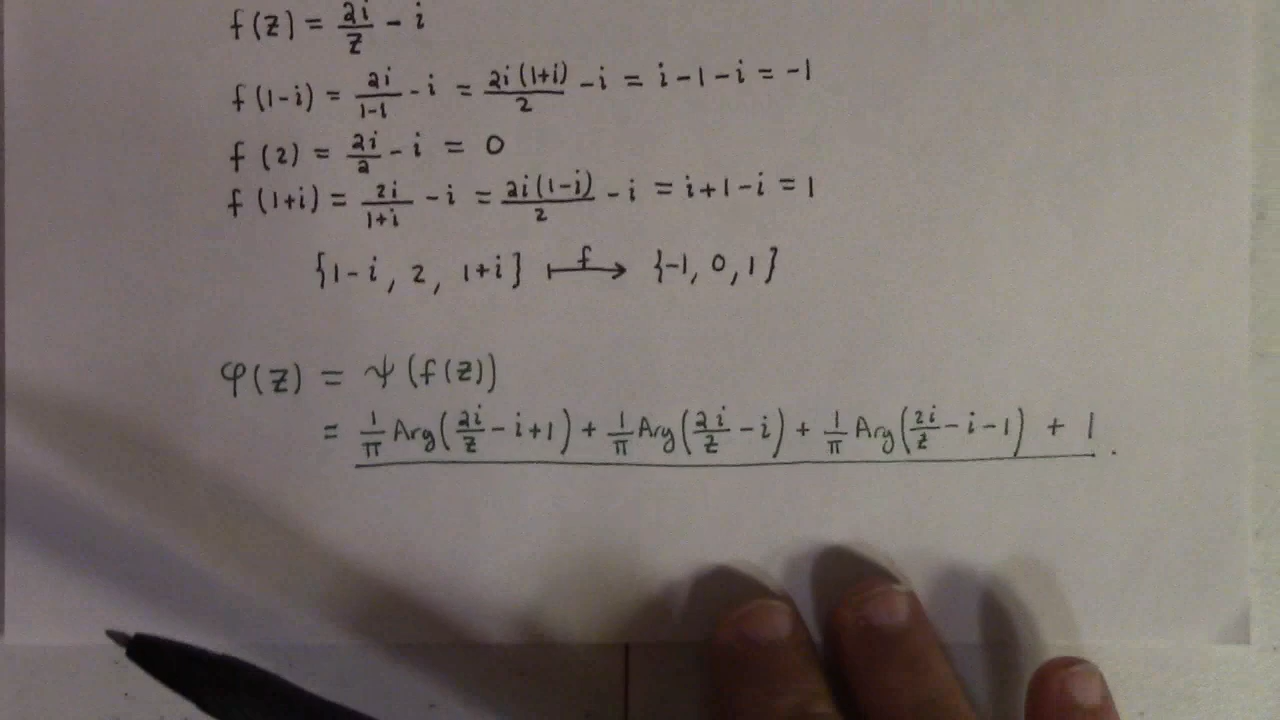 f(z) = 2i/z - i
f(1-i) = 2i/1-i - i = 2i(1+i)/2 - i = i - 1 - i = -1
f(2) = 2i/2 - i = 0
f(1+i) = 2i/1+i - i = 2i(1-i)/2 - i = i + 1 - i = 1
{1-i, 2, 1+i} ⟼f {-1, 0, 1}
φ(z) = ψ(f(z))
= 1/π Arg(2i/z - i + 1) + 1/π Arg(2i/z - i) + 1/π Arg(2i/z - i - 1) + 1.